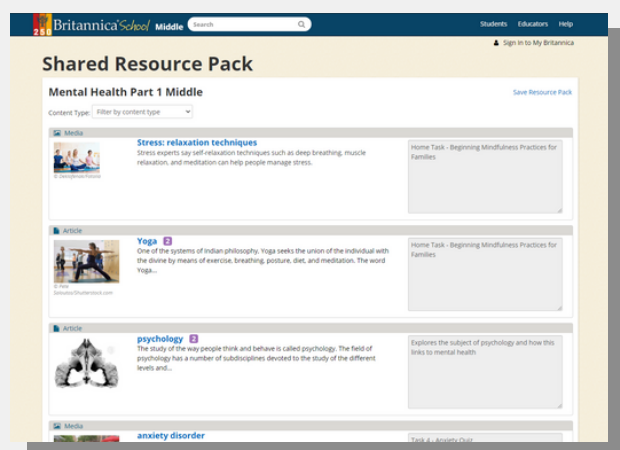 250
Britannica School Middle Search
Students Educators Help
Sign in to My Britannica
Shared Resource Pack
Mental Health Part 1 Middle
Save Resource Pack
Content Type: Filter by content type
Media
Stress: relaxation techniques
Stress experts say self-relaxation techniques such as deep breathing, muscle
relaxation, and meditation can help people manage stress.
Home Task - Beginning Mindfulness Practices for
Families
Article
Yoga 2
One of the systems of Indian philosophy, Yoga seeks the union of the individual with
the divine by means of exercise, breathing, posture, diet, and meditation. The word
Yoga...
Home Task - Beginning Mindfulness Practices for
Families
Article
psychology 2
The study of the way people think and behave is called psychology. The field of
psychology has a number of subdisciplines devoted to the study of the different
levels and...
Explores the subject of psychology and how this
links to mental health
Media
anxiety disorder
Task 4 - Anxiety Quiz